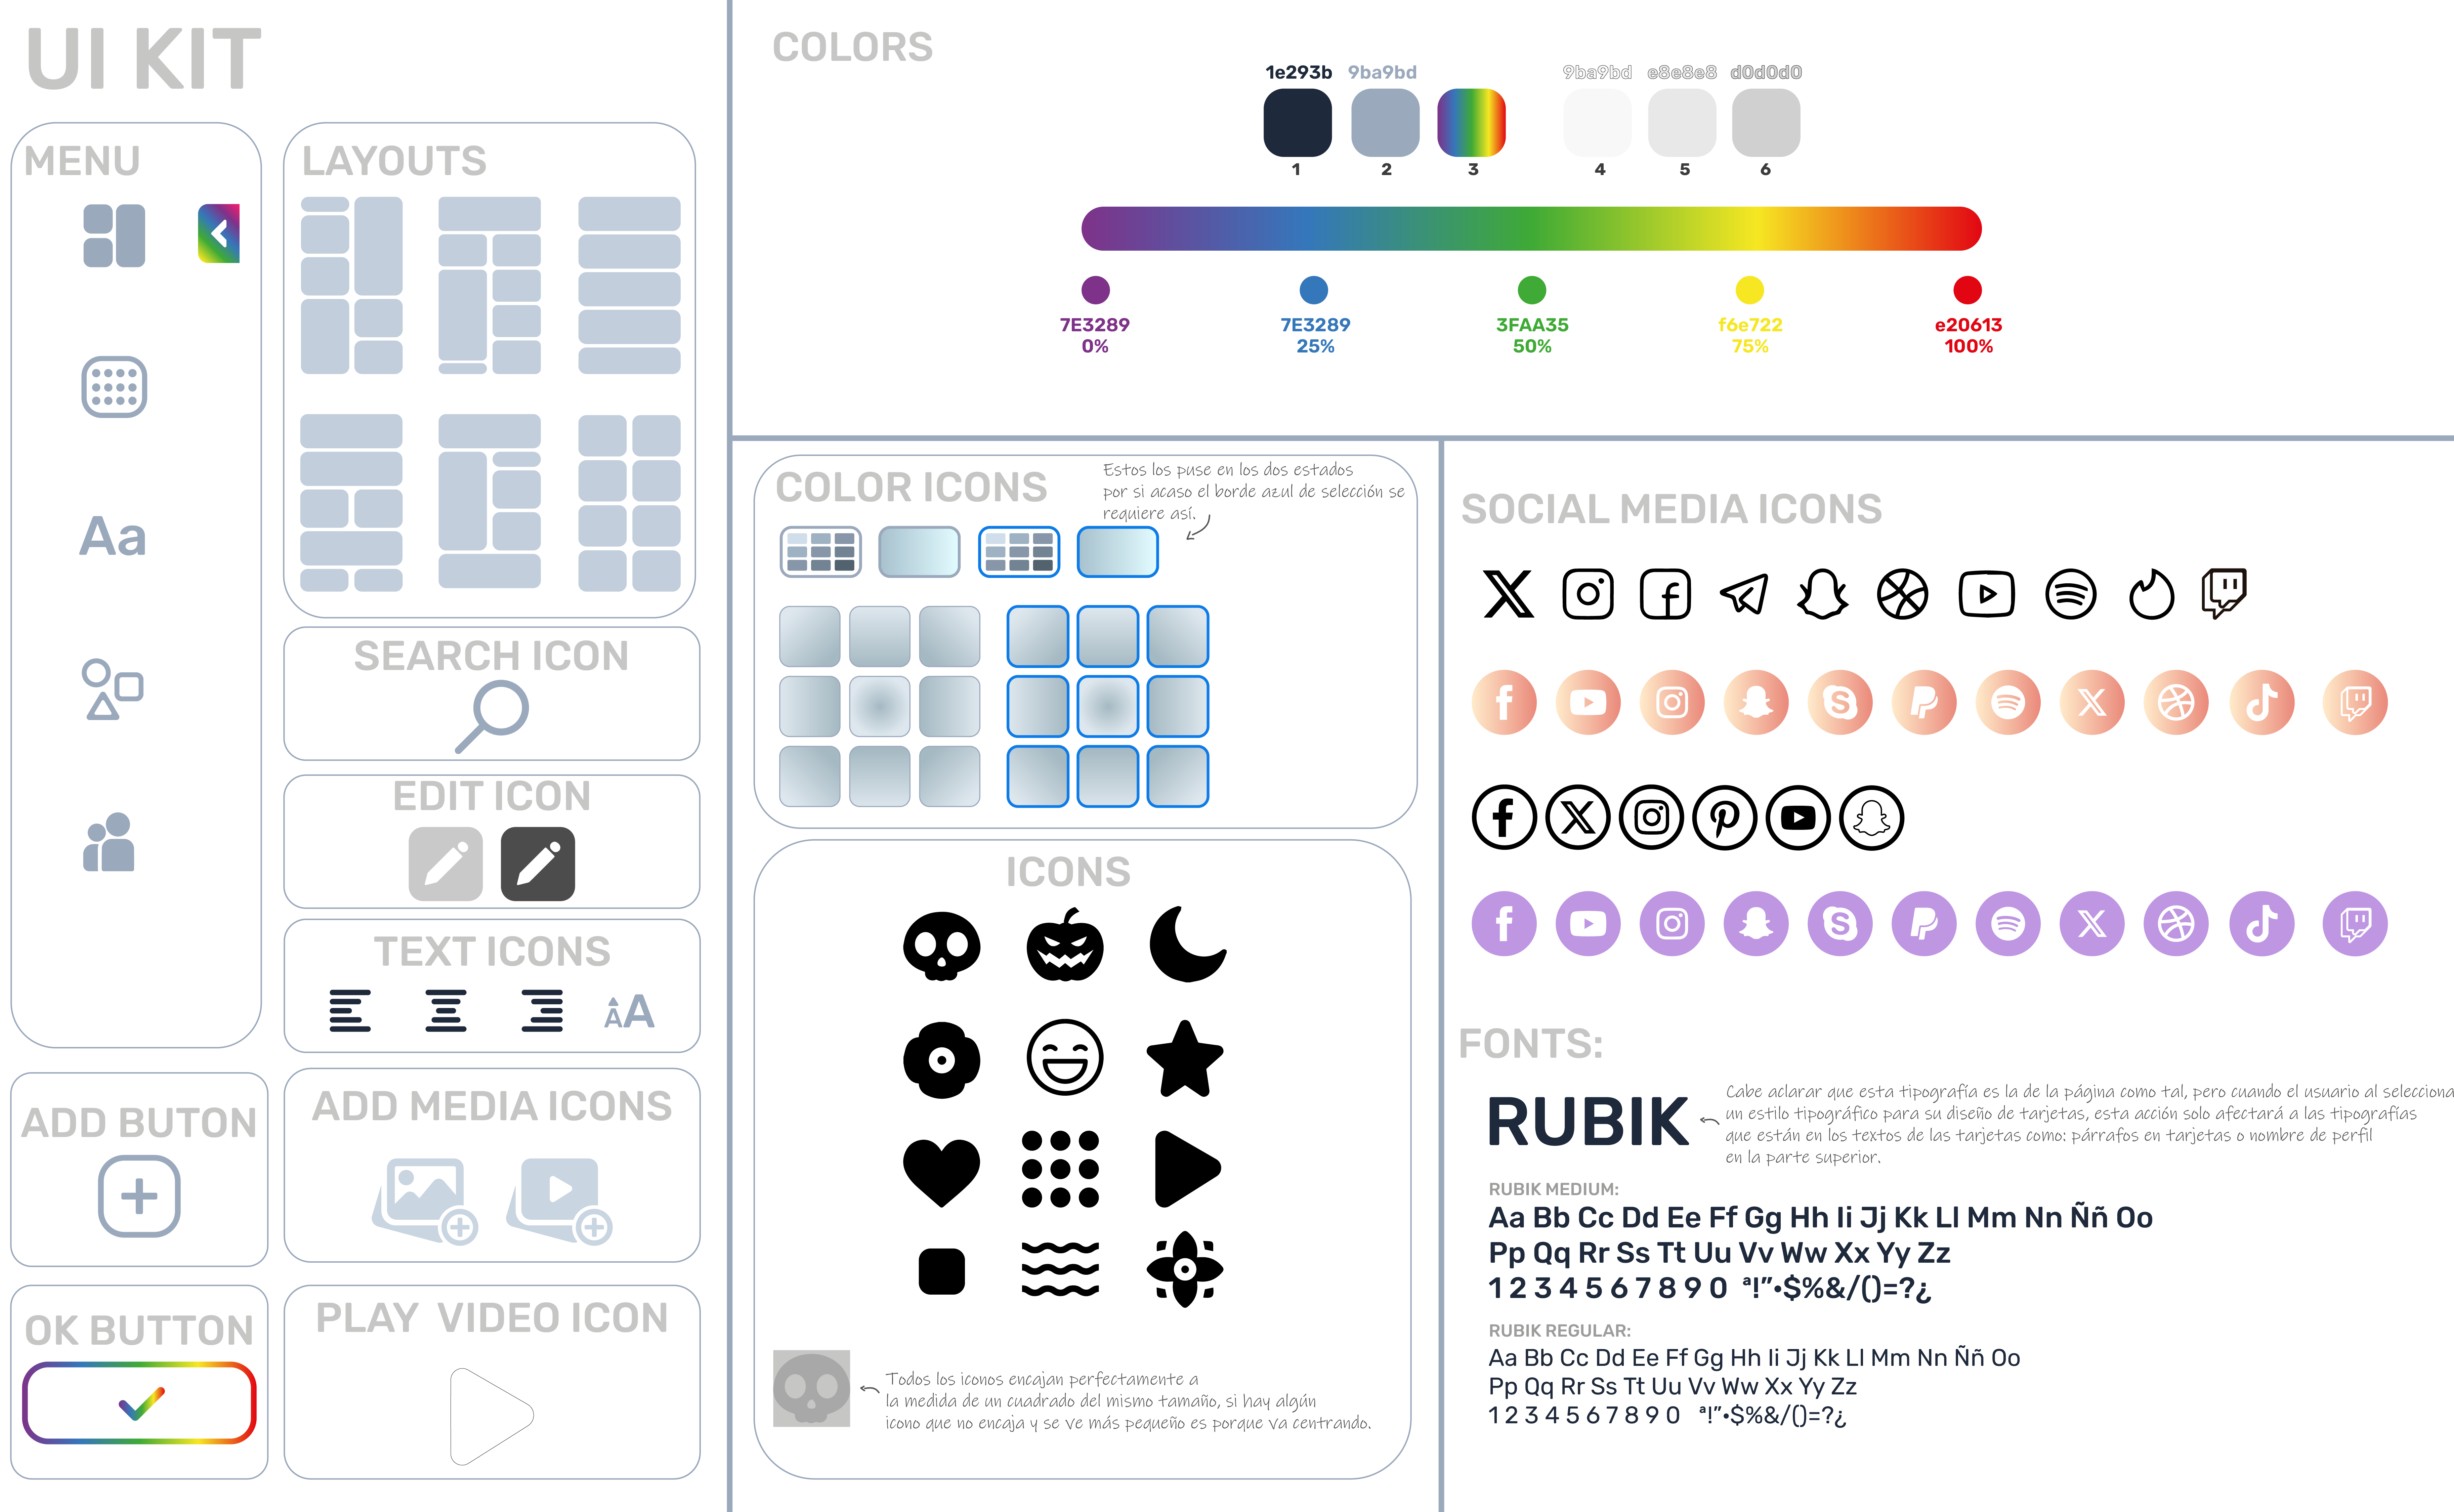 UI KIT
MENU
Aa
LAYOUTS
SEARCH ICON
EDIT ICON
TEXT ICONS
AAA
ADD BUTON
ADD MEDIA ICONS
OK BUTTON
PLAY VIDEO ICON
COLORS
1e293b 9ba9bd 9ba9bd e8e8e8 d0d0d0
1 2 3 4 5 6
7E3289 7E3289 3FAA35 f6e722 e20613
0% 25% 50% 75% 100%
COLOR ICONS
Estos los puse en los dos estados
por si acaso el borde azul de selección se
requiere así.
ICONS
Todos los iconos encajan perfectamente a
la medida de un cuadrado del mismo tamaño, si hay algún
icono que no encaja y se ve más pequeño es porque va centrando.
SOCIAL MEDIA ICONS
FONTS:
RUBIK
Cabe aclarar que esta tipografía es la de la página como tal, pero cuando el usuario al selecciona
un estilo tipográfico para su diseño de tarjetas, esta acción solo afectará a las tipografías
que están en los textos de las tarjetas como: párrafos en tarjetas o nombre de perfil
en la parte superior.
RUBIK MEDIUM:
Aa Bb Cc Dd Ee Ff Gg Hh Ii Jj Kk Ll Mm Nn Ññ Oo
Pp Qq Rr Ss Tt Uu Vv Ww Xx Yy Zz
1 2 3 4 5 6 7 8 9 0 ª!"·$%&/()=?¿
RUBIK REGULAR:
Aa Bb Cc Dd Ee Ff Gg Hh Ii Jj Kk Ll Mm Nn Ññ Oo
Pp Qq Rr Ss Tt Uu Vv Ww Xx Yy Zz
1 2 3 4 5 6 7 8 9 0 ª!"·$%&/()=?¿